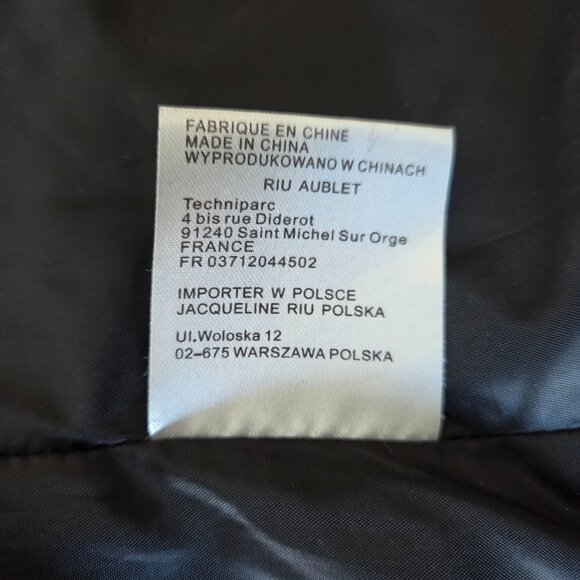 FABRIQUE EN CHINE
MADE IN CHINA
WYPRODUKOWANO W CHINACH
RIU AUBLET
Techniparc
4 bis rue Diderot
91240 Saint Michel Sur Orge
FRANCE
FR 03712044502
IMPORTER W POLSCE
JACQUELINE RIU POLSKA
Ul.Woloska 12
02-675 WARSZAWA POLSKA